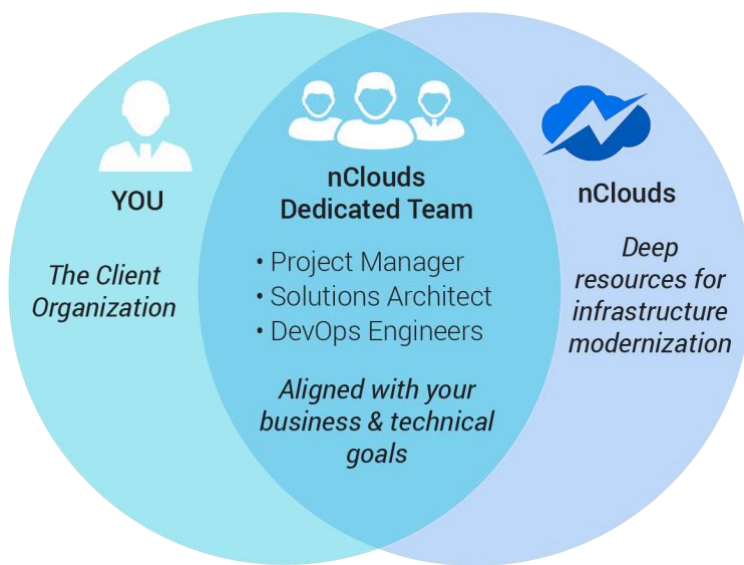 YOU
The Client
Organization
nClouds
Dedicated Team
• Project Manager
• Solutions Architect
• DevOps Engineers
Aligned with your
business & technical
goals
nClouds
Deep
resources for
infrastructure
modernization